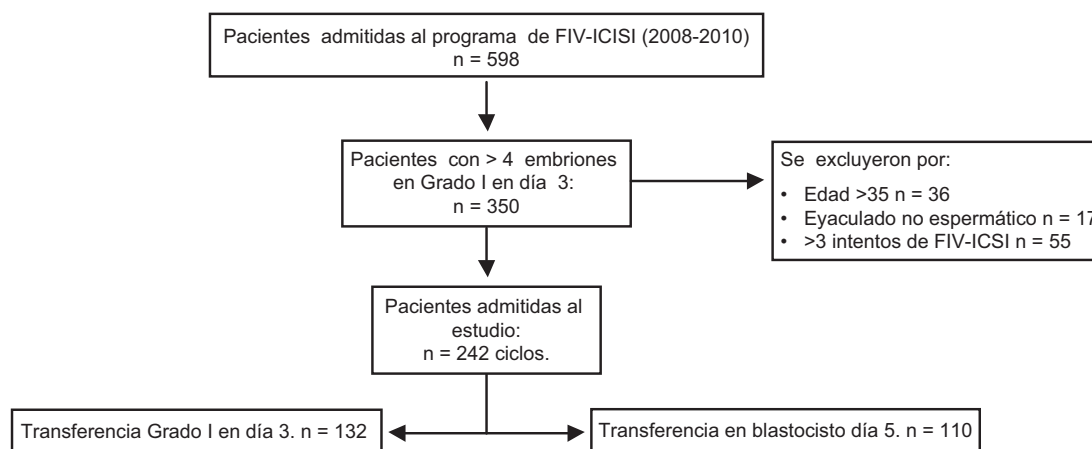 Pacientes admitidas al programa de FIV-ICISI (2008-2010)
n = 598
Pacientes con > 4 embriones
en Grado I en día 3:
n = 350
Se excluyeron por:
• Edad >35 n = 36
• Eyaculado no espermático n = 17
• >3 intentos de FIV-ICSI n = 55
Pacientes admitidas al
estudio:
n = 242 ciclos.
Transferencia Grado I en día 3. n = 132
Transferencia en blastocisto día 5. n = 110